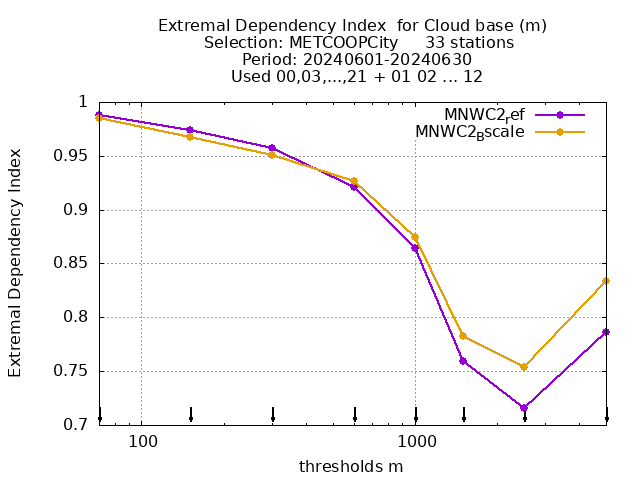 Extremal Dependency Index  for Cloud base (m)
Selection: METCOOPCity     33 stations
Period: 20240601-20240630
Used 00,03,...,21 + 01 02 ... 12
MNWC2_ref
MNWC2_Bscale
1
0.95
0.9
0.85
0.8
0.75
0.7
Extremal Dependency Index
100
1000
thresholds m